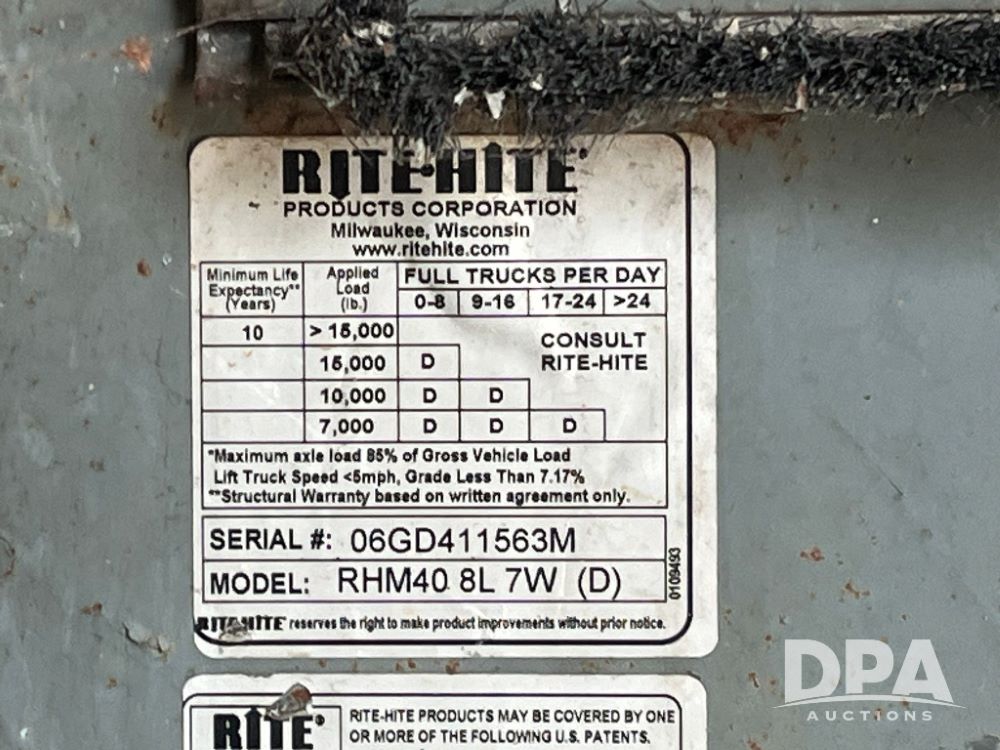 RITE-HITE®
PRODUCTS CORPORATION
Milwaukee, Wisconsin
www.ritehite.com
Minimum Life Expectancy** (Years)
Applied Load (lb.)
FULL TRUCKS PER DAY
0-8 9-16 17-24 >24
10 > 15,000
CONSULT
RITE-HITE
15,000 D
10,000 D D
7,000 D D D
*Maximum axle load 85% of Gross Vehicle Load
Lift Truck Speed <5mph, Grade Less Than 7.17%
**Structural Warranty based on written agreement only.
SERIAL #: 06GD411563M
MODEL: RHM40 8L 7W (D)
0109493
RITE-HITE® reserves the right to make product improvements without prior notice.
RITE®
RITE-HITE PRODUCTS MAY BE COVERED BY ONE
OR MORE OF THE FOLLOWING U.S. PATENTS.
DPA
AUCTIONS